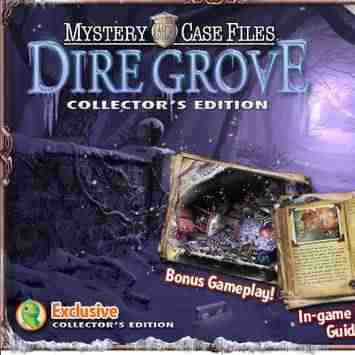 MYSTERY CASE FILES
DIRE GROVE
COLLECTOR'S EDITION
Bonus Gameplay!
In-game
Guid
Exclusive
COLLECTOR'S EDITION